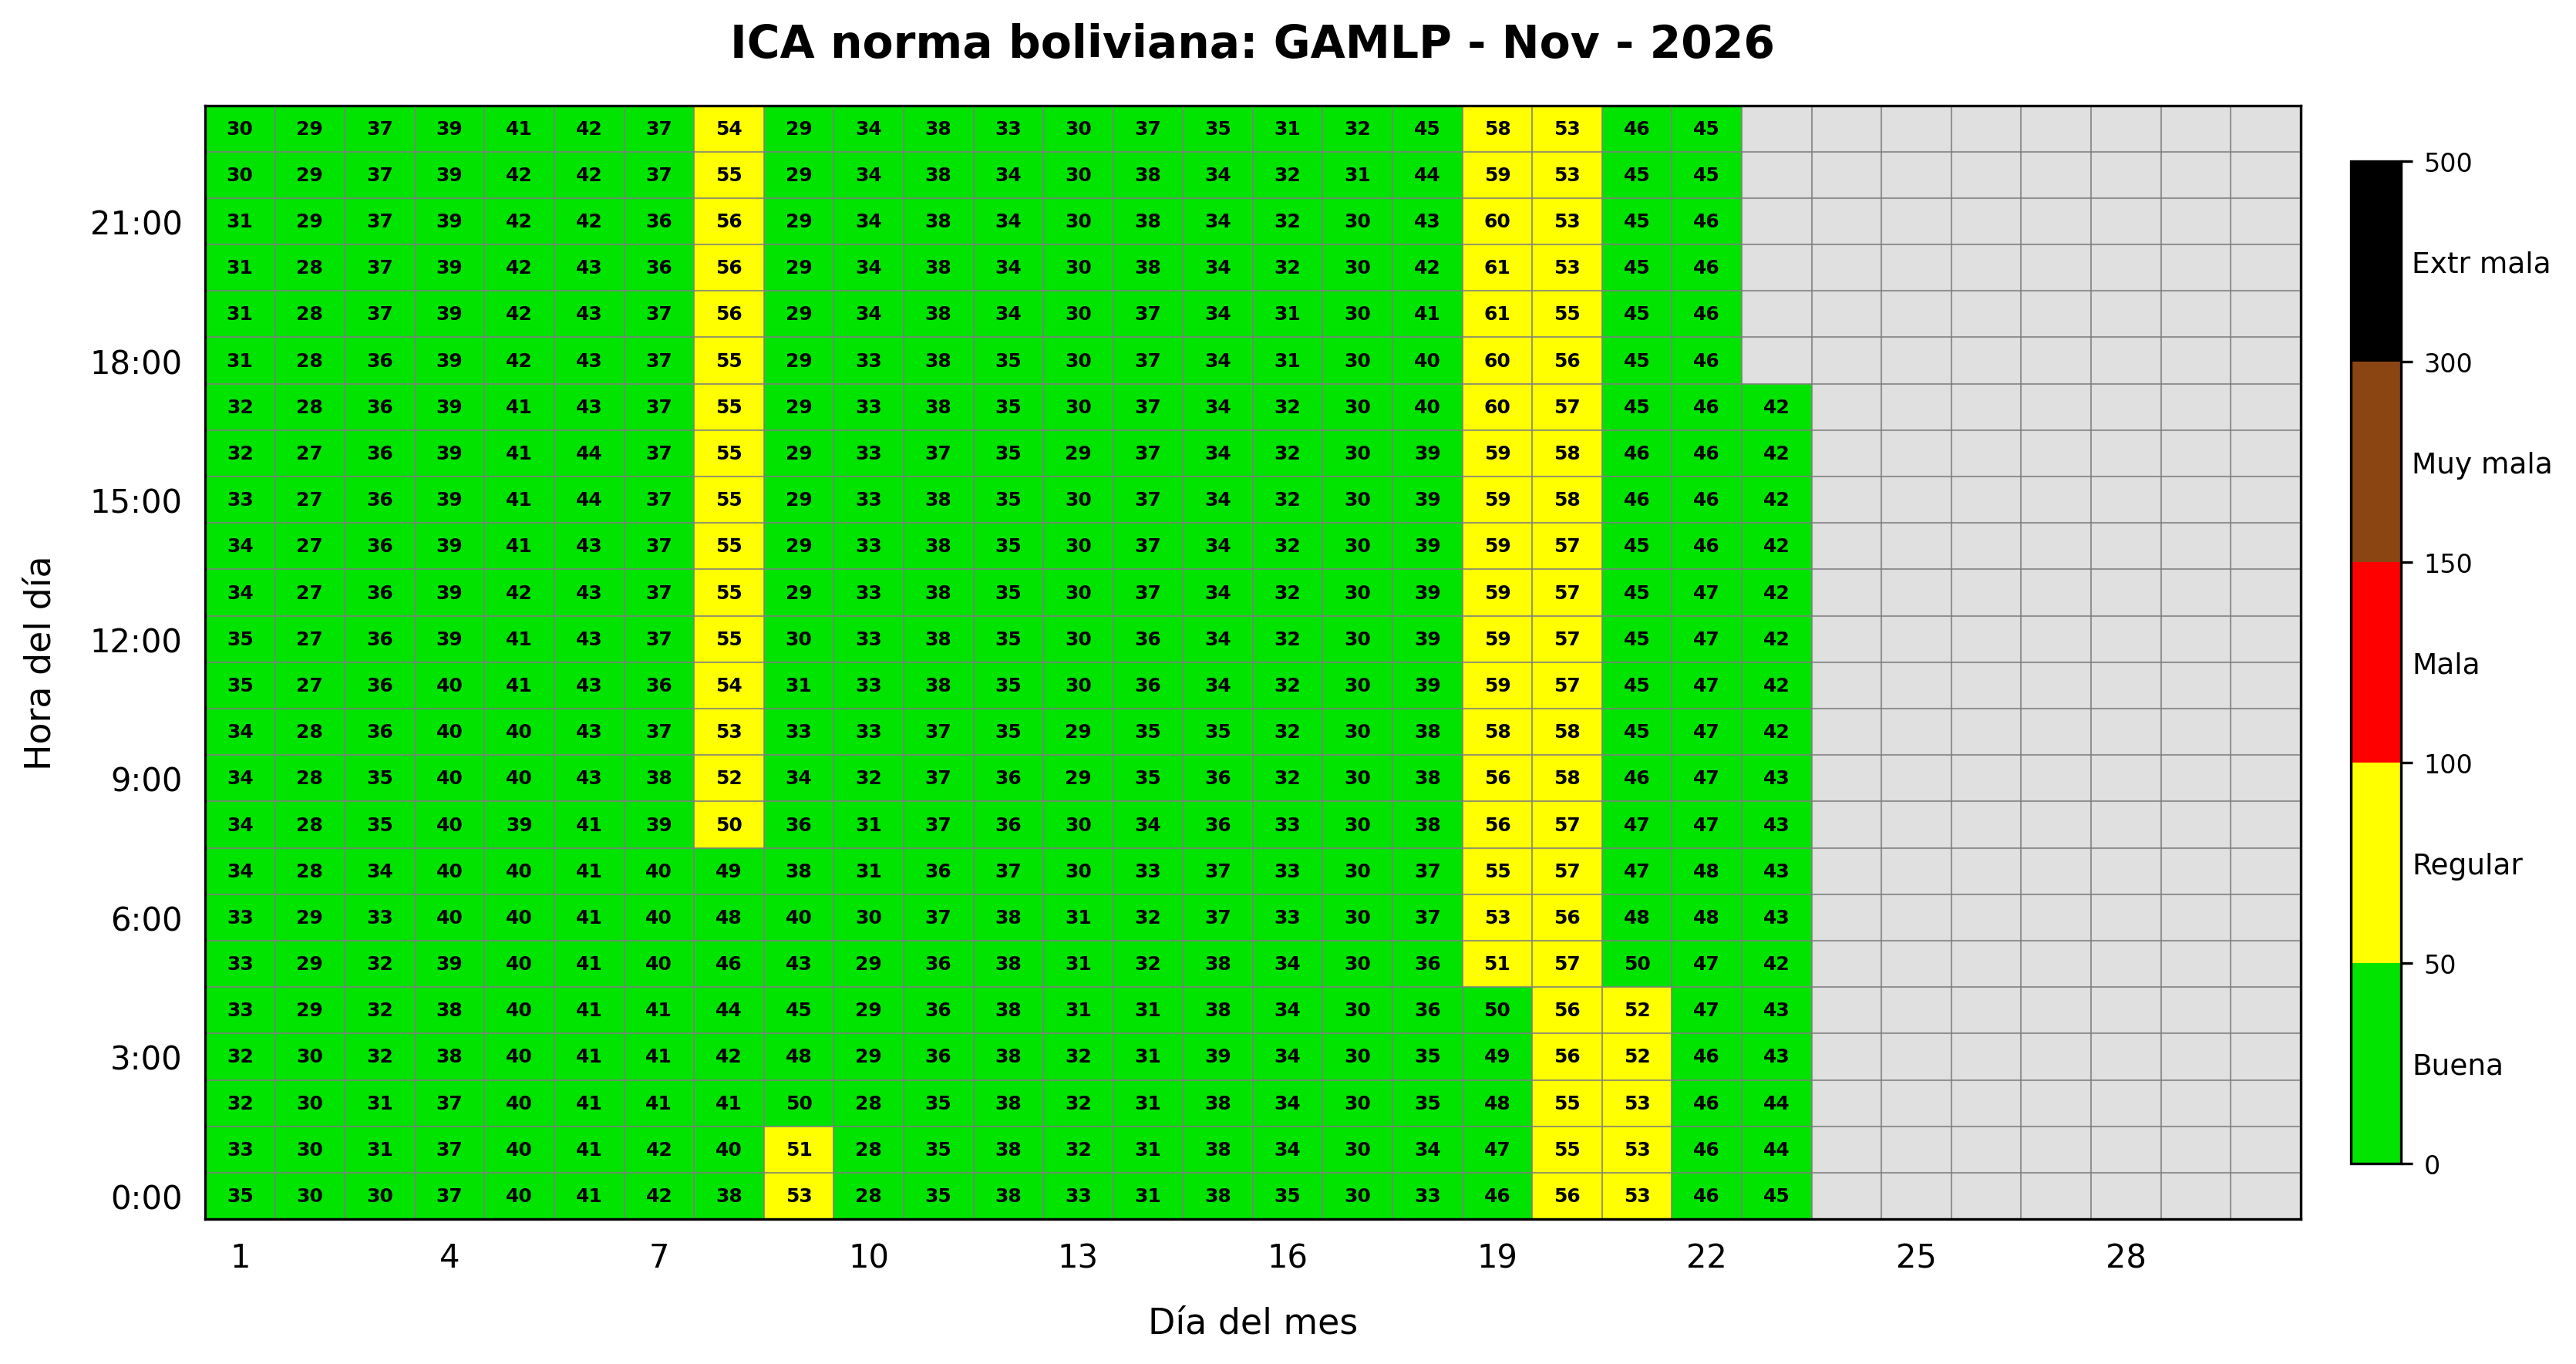 ICA norma boliviana: GAMLP - Nov - 2026
30 29 37 39 41 42 37 54 29 34 38 33 30 37 35 31 32 45 58 53 46 45
30 29 37 39 42 42 37 55 29 34 38 34 30 38 34 32 31 44 59 53 45 45
21:00 31 29 37 39 42 42 36 56 29 34 38 34 30 38 34 32 30 43 60 53 45 46
31 28 37 39 42 43 36 56 29 34 38 34 30 38 34 32 30 42 61 53 45 46
31 28 37 39 42 43 37 56 29 34 38 34 30 37 34 31 30 41 61 55 45 46
18:00 31 28 36 39 42 43 37 55 29 33 38 35 30 37 34 31 30 40 60 56 45 46
32 28 36 39 41 43 37 55 29 33 38 35 30 37 34 32 30 40 60 57 45 46 42
32 27 36 39 41 44 37 55 29 33 37 35 29 37 34 32 30 39 59 58 46 46 42
15:00 33 27 36 39 41 44 37 55 29 33 38 35 30 37 34 32 30 39 59 58 46 46 42
34 27 36 39 41 43 37 55 29 33 38 35 30 37 34 32 30 39 59 57 45 46 42
34 27 36 39 42 43 37 55 29 33 38 35 30 37 34 32 30 39 59 57 45 47 42
12:00 35 27 36 39 41 43 37 55 30 33 38 35 30 36 34 32 30 39 59 57 45 47 42
35 27 36 40 41 43 36 54 31 33 38 35 30 36 34 32 30 39 59 57 45 47 42
34 28 36 40 40 43 37 53 33 33 37 35 29 35 35 32 30 38 58 58 45 47 42
9:00 34 28 35 40 40 43 38 52 34 32 37 36 29 35 36 32 30 38 56 58 46 47 43
34 28 35 40 39 41 39 50 36 31 37 36 30 34 36 33 30 38 56 57 47 47 43
34 28 34 40 40 41 40 49 38 31 36 37 30 33 37 33 30 37 55 57 47 48 43
6:00 33 29 33 40 40 41 40 48 40 30 37 38 31 32 37 33 30 37 53 56 48 48 43
33 29 32 39 40 41 40 46 43 29 36 38 31 32 38 34 30 36 51 57 50 47 42
33 29 32 38 40 41 41 44 45 29 36 38 31 31 38 34 30 36 50 56 52 47 43
3:00 32 30 32 38 40 41 41 42 48 29 36 38 32 31 39 34 30 35 49 56 52 46 43
32 30 31 37 40 41 41 41 50 28 35 38 32 31 38 34 30 35 48 55 53 46 44
33 30 31 37 40 41 42 40 51 28 35 38 32 31 38 34 30 34 47 55 53 46 44
0:00 35 30 30 37 40 41 42 38 53 28 35 38 33 31 38 35 30 33 46 56 53 46 45
1 4 7 10 13 16 19 22 25 28
Día del mes
Hora del día
500
Extr mala
300
Muy mala
150
Mala
100
Regular
50
Buena
0